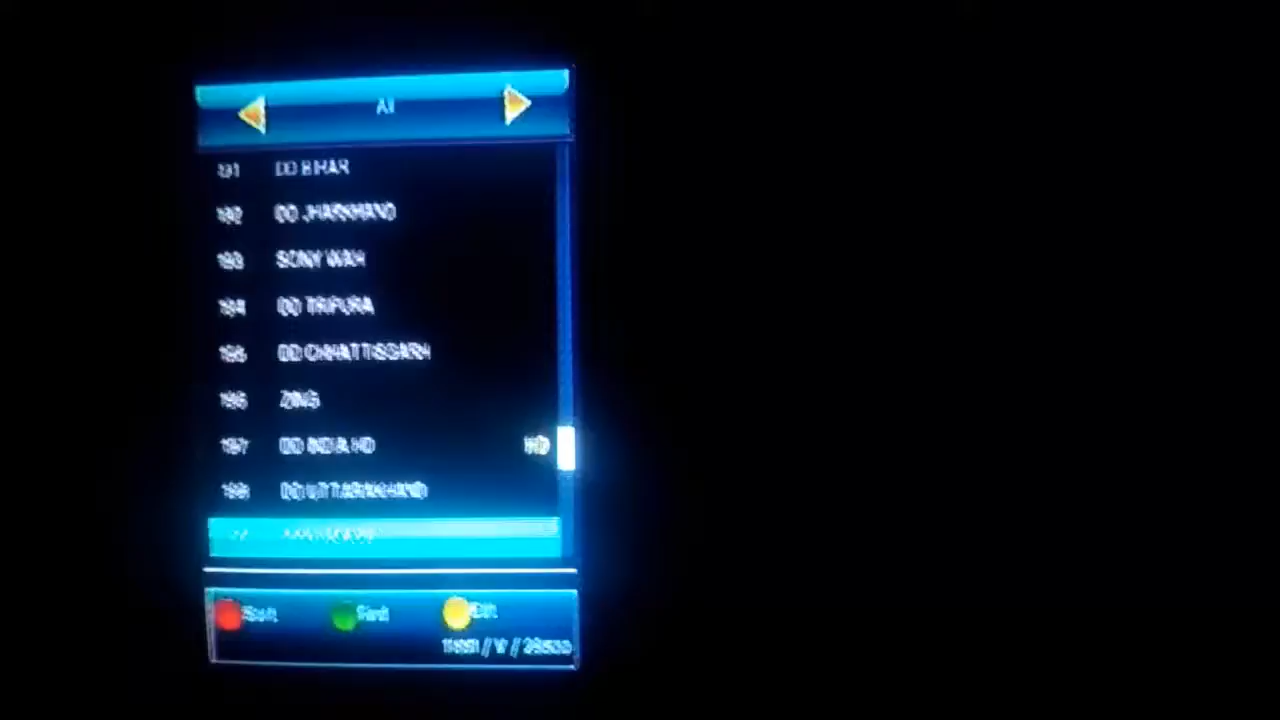 All
191 DD BIHAR
192 DD JHARKHAND
193 SONY WAH
194 DD TRIPURA
195 DD CHHATTISGARH
196 ZING
197 DD INDIA HD HD
198 DD UTTARAKHAND
Sort Find Edit